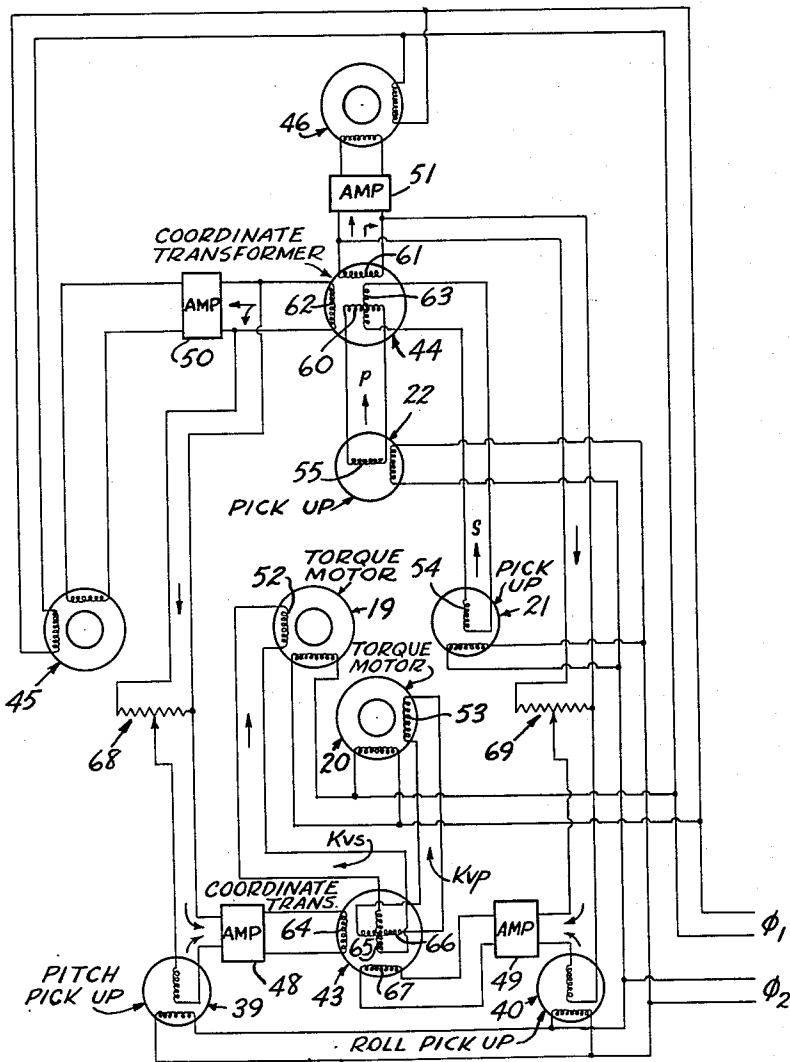 46
AMP
51
COORDINATE
TRANSFORMER
61
AMP
62
63
50
60
44
P
22
55
PICK UP
S
TORQUE
MOTOR
52
19
54
PICK
UP
21
TORQUE
MOTOR
45
53
68
20
69
Kvs
Kvp
COORDINATE
TRANS.
64
AMP
AMP
65
66
Φ1
48
43
67
49
PITCH
PICK UP
39
40
Φ2
ROLL PICK UP